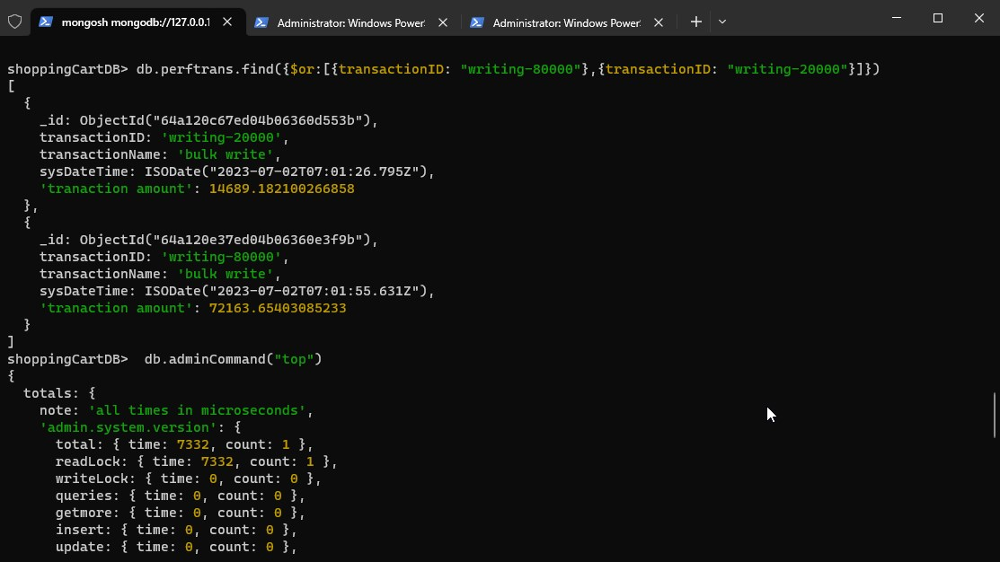 mongosh mongodb://127.0.0.1
Administrator: Windows Power
Administrator: Windows Power
shoppingCartDB> db.perftrans.find({$or:[{transactionID: "writing-80000"},{transactionID: "writing-20000"}]})
[
  {
    _id: ObjectId("64a120c67ed04b06360d553b"),
    transactionID: 'writing-20000',
    transactionName: 'bulk write',
    sysDateTime: ISODate("2023-07-02T07:01:26.795Z"),
    'tranaction amount': 14689.182100266858
  },
  {
    _id: ObjectId("64a120e37ed04b06360e3f9b"),
    transactionID: 'writing-80000',
    transactionName: 'bulk write',
    sysDateTime: ISODate("2023-07-02T07:01:55.631Z"),
    'tranaction amount': 72163.65403085233
  }
]
shoppingCartDB>  db.adminCommand("top")
{
  totals: {
    note: 'all times in microseconds',
    'admin.system.version': {
      total: { time: 7332, count: 1 },
      readLock: { time: 7332, count: 1 },
      writeLock: { time: 0, count: 0 },
      queries: { time: 0, count: 0 },
      getmore: { time: 0, count: 0 },
      insert: { time: 0, count: 0 },
      update: { time: 0, count: 0 },